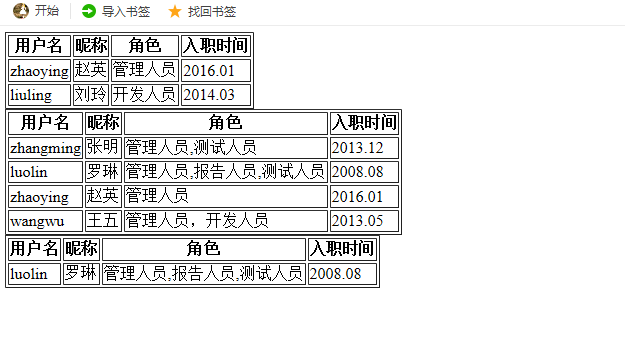 开始 导入书签 找回书签
用户名 昵称 角色 入职时间
zhaoying 赵英 管理人员 2016.01
liuling 刘玲 开发人员 2014.03
用户名 昵称 角色 入职时间
zhangming 张明 管理人员,测试人员 2013.12
luolin 罗琳 管理人员,报告人员,测试人员 2008.08
zhaoying 赵英 管理人员 2016.01
wangwu 王五 管理人员，开发人员 2013.05
用户名 昵称 角色 入职时间
luolin 罗琳 管理人员,报告人员,测试人员 2008.08